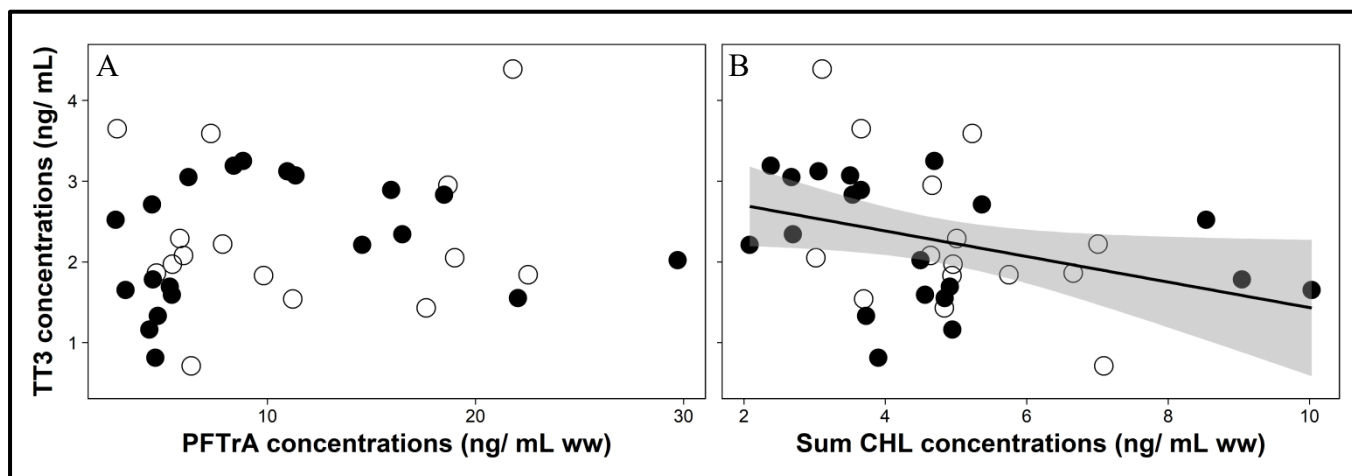 TT3 concentrations (ng/ mL)
4
3
2
1
A
10
20
30
PFTrA concentrations (ng/ mL ww)
B
2
4
6
8
10
Sum CHL concentrations (ng/ mL ww)